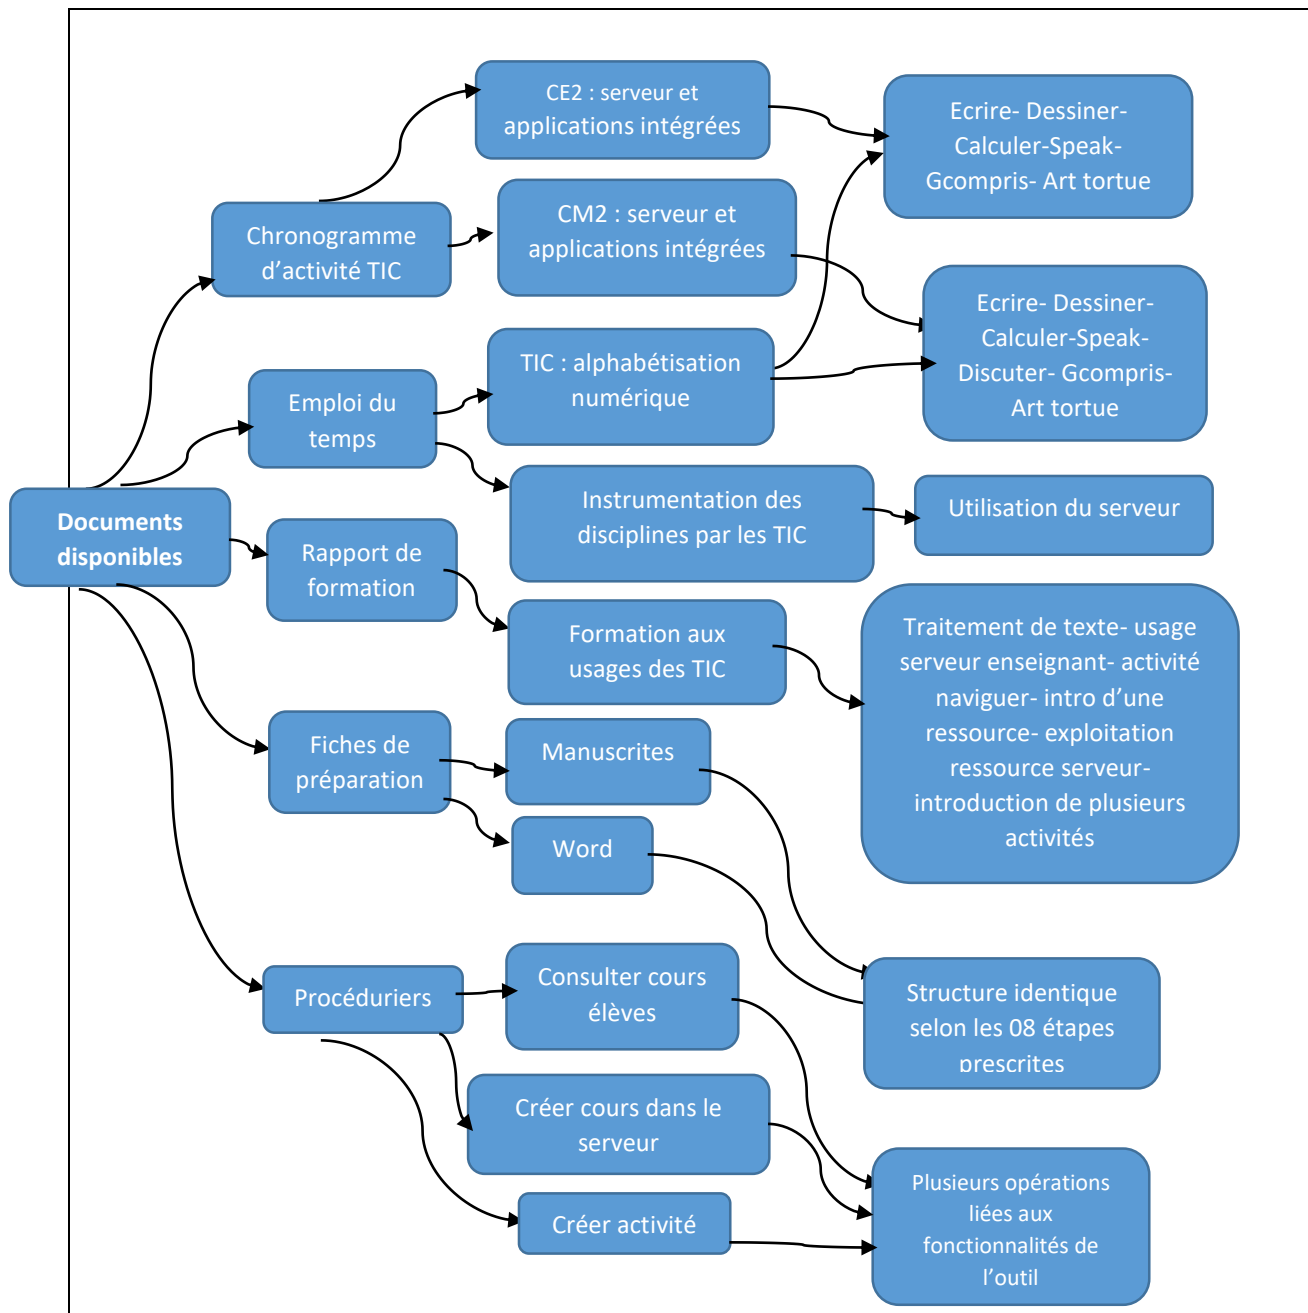 CE2 : serveur et
applications intégrées
Ecrire- Dessiner-
Calculer-Speak-
Gcompris- Art tortue
Chronogramme
d’activité TIC
CM2 : serveur et
applications intégrées
Ecrire- Dessiner-
Calculer-Speak-
Discuter- Gcompris-
Art tortue
Emploi du
temps
TIC : alphabétisation
numérique
Documents
disponibles
Instrumentation des
disciplines par les TIC
Utilisation du serveur
Rapport de
formation
Formation aux
usages des TIC
Traitement de texte- usage
serveur enseignant- activité
naviguer- intro d’une
ressource- exploitation
ressource serveur-
introduction de plusieurs
activités
Fiches de
préparation
Manuscrites
Word
Structure identique
selon les 08 étapes
prescrites
Procéduriers
Consulter cours
élèves
Créer cours dans le
serveur
Créer activité
Plusieurs opérations
liées aux
fonctionnalités de
l’outil